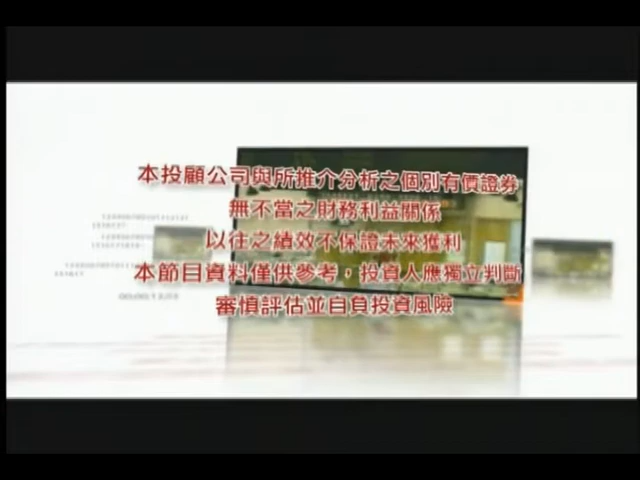 本投顧公司與所推介分析之個別有價證券
無不當之財務利益關係
以往之績效不保證未來獲利
本節目資料僅供參考，投資人應獨立判斷
審慎評估並自負投資風險